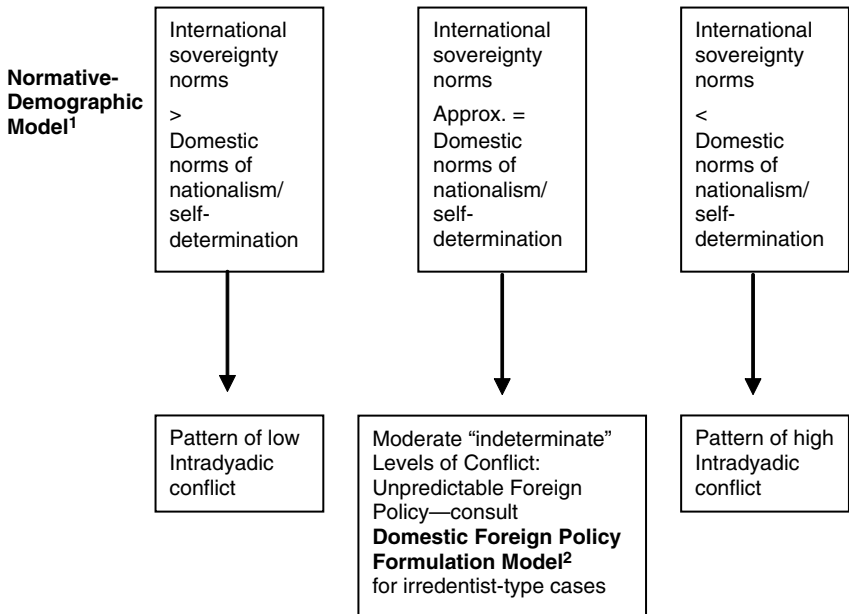 Normative-
Demographic
Model1
International
sovereignty
norms
>
Domestic
norms of
nationalism/
self-
determination
International
sovereignty
norms
Approx. =
Domestic
norms of
nationalism/
self-
determination
International
sovereignty
norms
<
Domestic
norms of
nationalism/
self-
determination
Pattern of low
Intradyadic
conflict
Moderate “indeterminate”
Levels of Conflict:
Unpredictable Foreign
Policy—consult
Domestic Foreign Policy
Formulation Model2
for irredentist-type cases
Pattern of high
Intradyadic
conflict